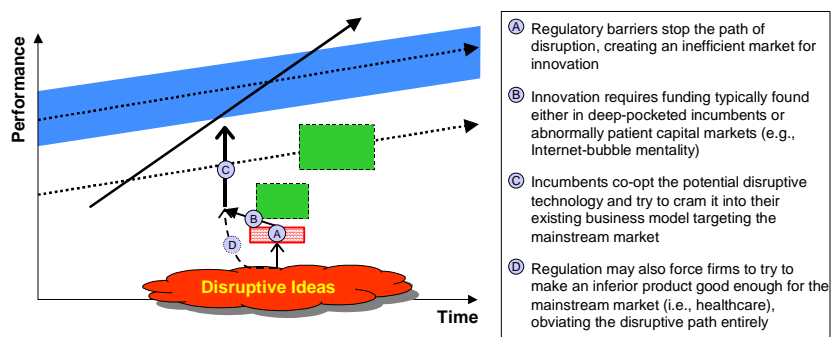 Performance
C
B
A
D
Disruptive Ideas
Time
A Regulatory barriers stop the path of
disruption, creating an inefficient market for
innovation
B Innovation requires funding typically found
either in deep-pocketed incumbents or
abnormally patient capital markets (e.g.,
Internet-bubble mentality)
C Incumbents co-opt the potential disruptive
technology and try to cram it into their
existing business model targeting the
mainstream market
D Regulation may also force firms to try to
make an inferior product good enough for the
mainstream market (i.e., healthcare),
obviating the disruptive path entirely